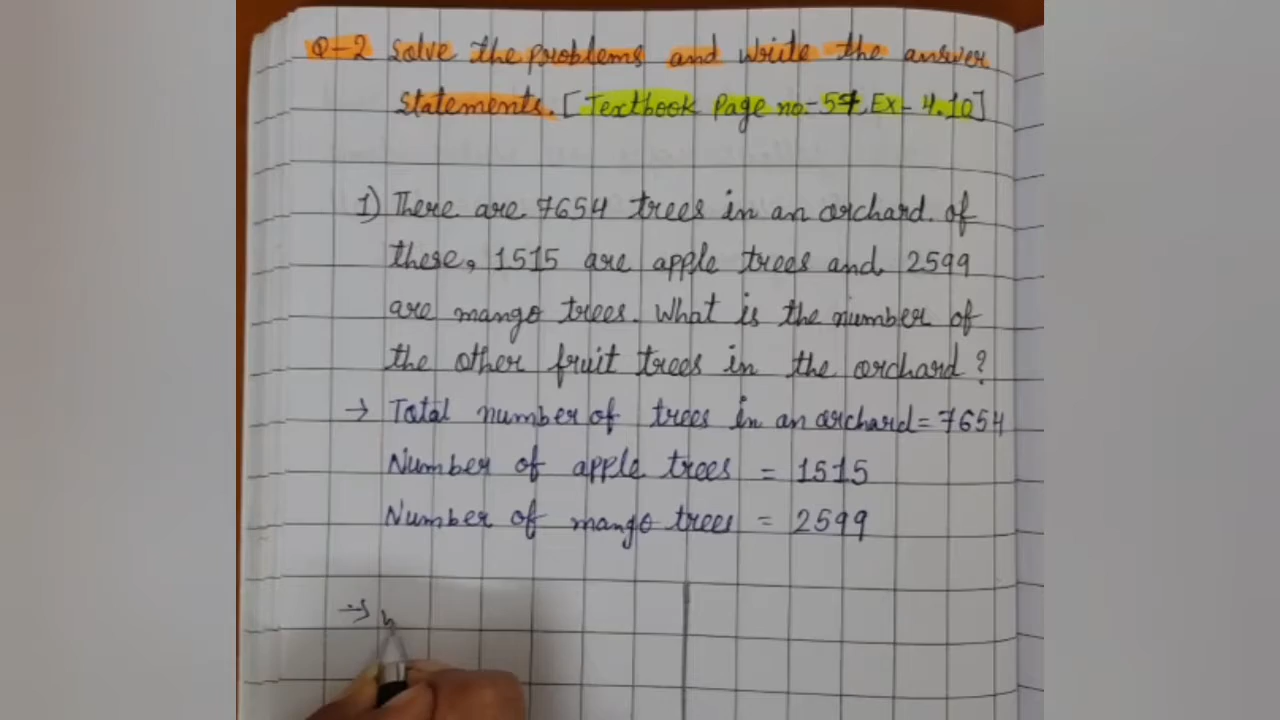 Q-2 Solve the problems and write the answer
statements. [Textbook Page no.-57, Ex- 4.10]
1) There are 7654 trees in an orchard. of
these, 1515 are apple trees and 2599
are mango trees. What is the number of
the other fruit trees in the orchard?
→ Total number of trees in an orchard = 7654
Number of apple trees = 1515
Number of mango trees = 2599
→